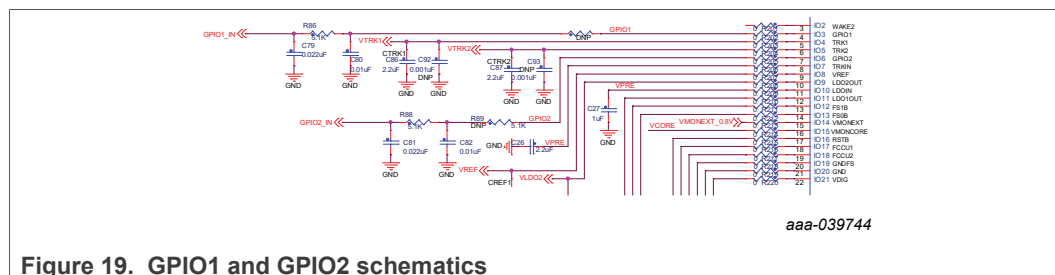 R86
GPIO1_IN
5.1K
C79
0.022uF
C80
0.01uF
GND
GND
GPIO1
DNP
VTRK1
CTRK1
C86
2.2uF
C92
0.001uF
DNP
GND
GND
VTRK2
CTRK2
C87
2.2uF
C93
DNP
0.001uF
GND
GND
GPIO2_IN
R88
5.1K
R89
DNP
5.1K
GPIO2
C81
0.022uF
C82
0.01uF
GND
GND
C26
GND
2.2uF
VPRE
VREF
CREF1
VLDO2
VPRE
C27
1uF
GND
VMONEXT_0.8V
VCORE
3 IO2 WAKE2
4 IO3 GPIO1
5 IO4 TRK1
6 IO5 TRK2
7 IO6 GPIO2
8 IO7 TRKIN
9 IO8 VREF
10 IO9 LDO2OUT
11 IO10 LDOIN
12 IO11 LDO1OUT
13 IO12 FS1B
14 IO13 FS0B
15 IO14 VMONEXT
16 IO15 VMONCORE
17 IO16 RSTB
18 IO17 FCCU1
19 IO18 FCCU2
20 IO19 GNDFS
21 IO20 GND
22 IO21 VDIG
aaa-039744
Figure 19. GPIO1 and GPIO2 schematics